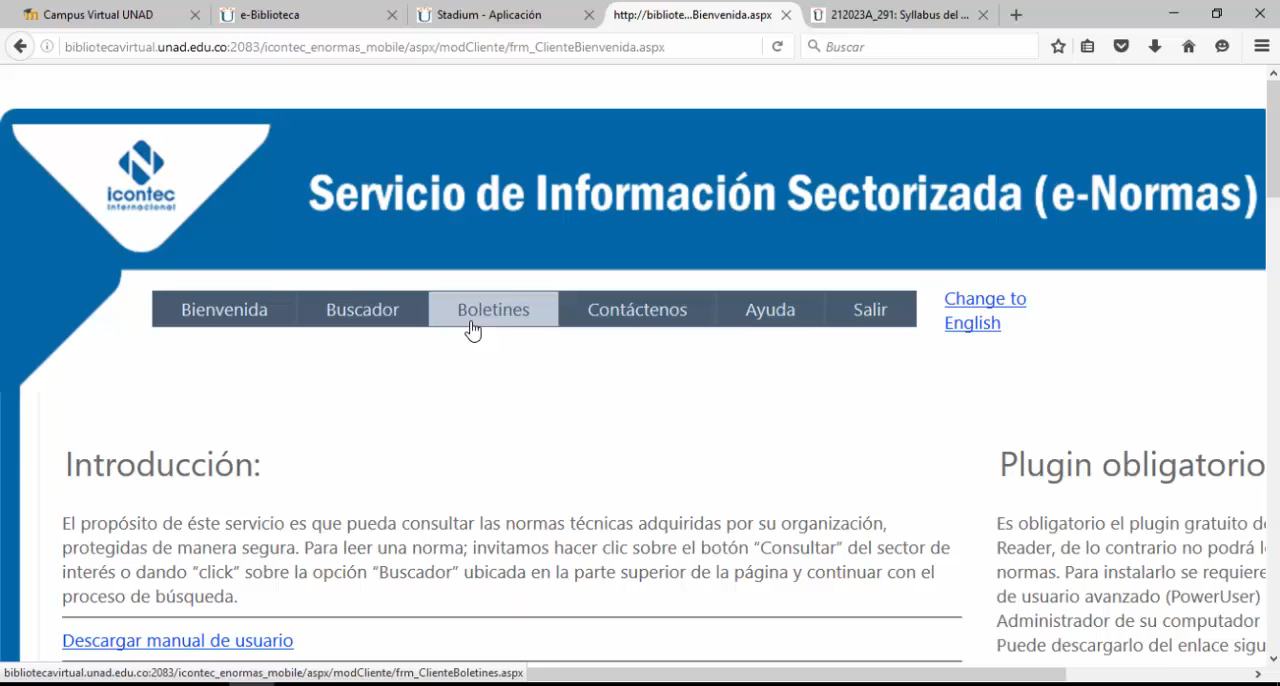 Campus Virtual UNAD
e-Biblioteca
Stadium - Aplicación
http://bibliote...Bienvenida.aspx
212023A_291: Syllabus del ...
bibliotecavirtual.unad.edu.co:2083/icontec_enormas_mobile/aspx/modCliente/frm_ClienteBienvenida.aspx
Buscar
icontec
internacional
Servicio de Información Sectorizada (e-Normas)
Bienvenida
Buscador
Boletines
Contáctenos
Ayuda
Salir
Change to
English
Introducción:
El propósito de éste servicio es que pueda consultar las normas técnicas adquiridas por su organización,
protegidas de manera segura. Para leer una norma; invitamos hacer clic sobre el botón “Consultar” del sector de
interés o dando “click” sobre la opción “Buscador” ubicada en la parte superior de la página y continuar con el
proceso de búsqueda.
Descargar manual de usuario
Plugin obligatorio
Es obligatorio el plugin gratuito de
Reader, de lo contrario no podrá l
normas. Para instalarlo se requiere
de usuario avanzado (PowerUser)
Administrador de su computador
Puede descargarlo del enlace sigu
bibliotecavirtual.unad.edu.co:2083/icontec_enormas_mobile/aspx/modCliente/frm_ClienteBoletines.aspx